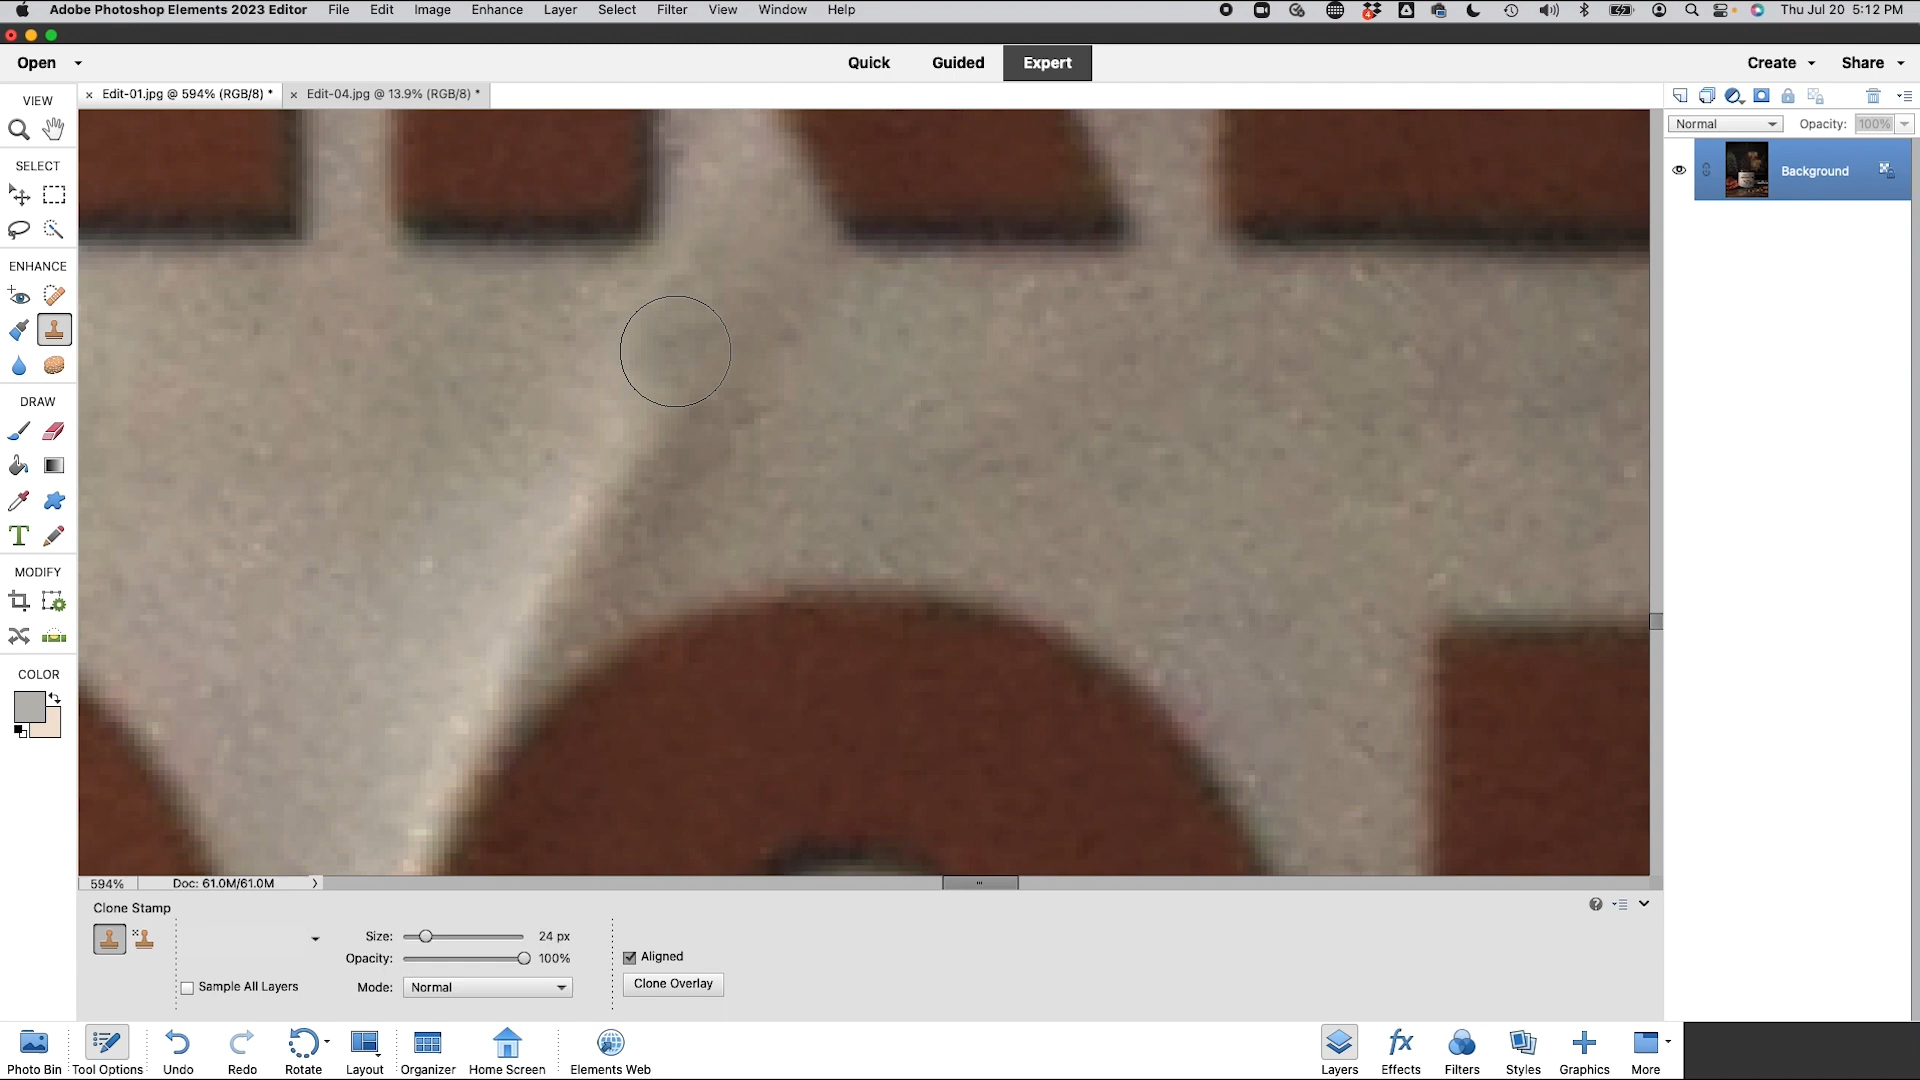 Adobe Photoshop Elements 2023 Editor File Edit Image Enhance Layer Select Filter View Window Help 4 Thu Jul 20 5:12 PM
Open Quick Guided Expert Create Share
VIEW × Edit-01.jpg @ 594% (RGB/8) * × Edit-04.jpg @ 13.9% (RGB/8) *
Normal Opacity: 100%
SELECT
Background
ENHANCE
DRAW
T
MODIFY
COLOR
594% Doc: 61.0M/61.0M >
Clone Stamp
Size: 24 px
Opacity: 100%
Aligned
Sample All Layers Mode: Normal Clone Overlay
Photo Bin Tool Options Undo Redo Rotate Layout Organizer Home Screen Elements Web Layers fx Effects Filters Styles Graphics More